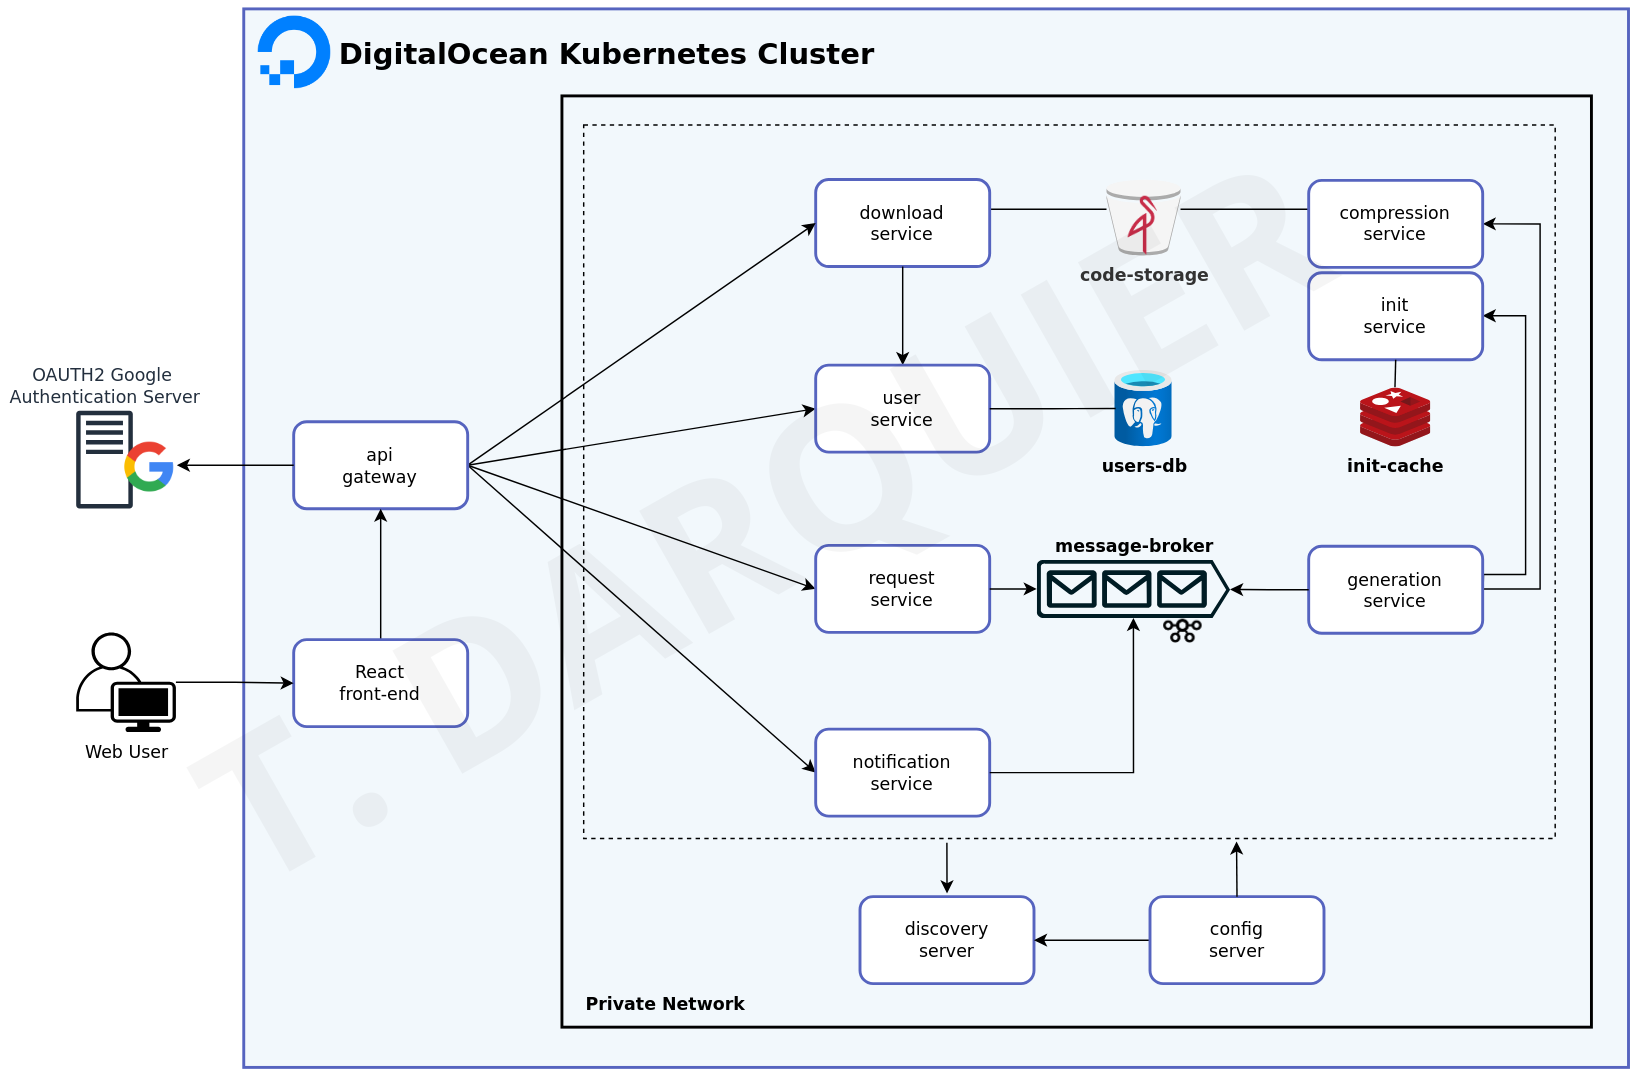 DigitalOcean Kubernetes Cluster
download
service
code-storage
compression
service
init
service
OAUTH2 Google
Authentication Server
api
gateway
user
service
users-db
init-cache
message-broker
request
service
generation
service
React
front-end
Web User
notification
service
discovery
server
config
server
Private Network
T. DARQUIER